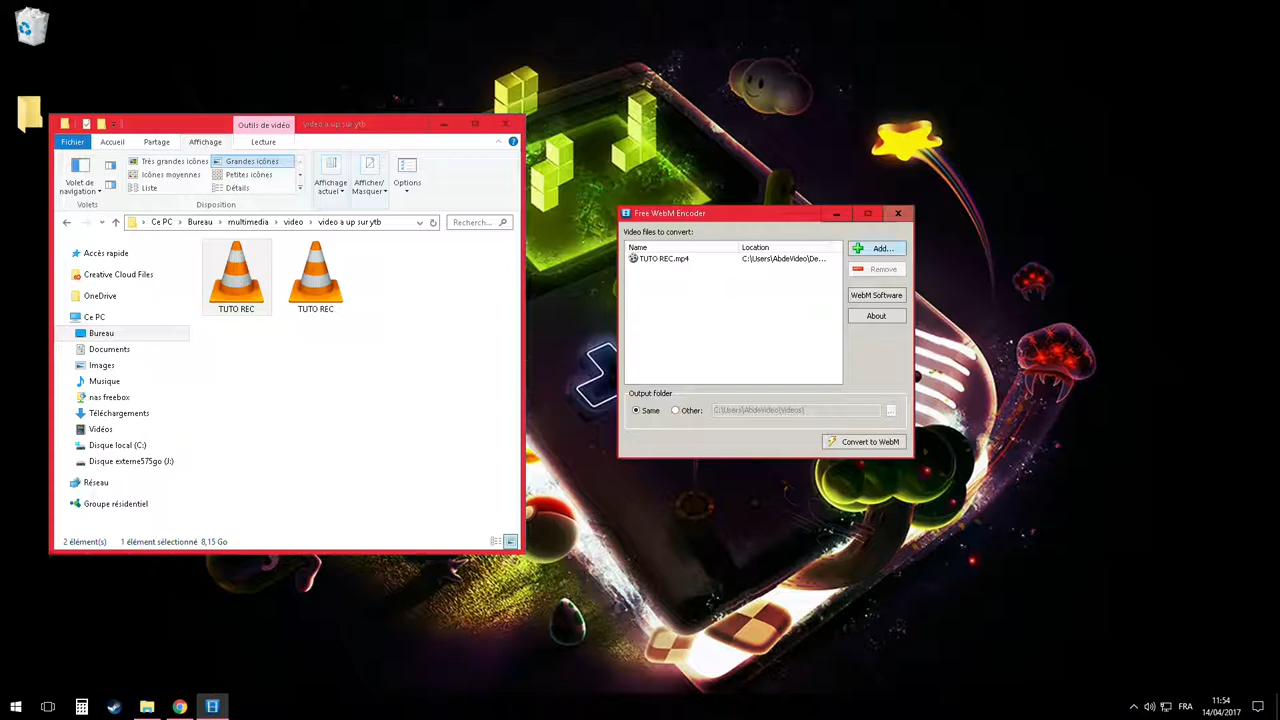 Outils de vidéo
video a up sur ytb
Fichier
Accueil
Partage
Affichage
Lecture
Volet de navigation
Très grandes icônes
Grandes icônes
Icônes moyennes
Petites icônes
Liste
Détails
Affichage actuel
Afficher/ Masquer
Options
Volets
Disposition
Ce PC
Bureau
multimedia
video
video a up sur ytb
Recherc...
Accès rapide
Creative Cloud Files
OneDrive
Ce PC
Bureau
Documents
Images
Musique
nas freebox
Téléchargements
Vidéos
Disque local (C:)
Disque externe575go (J:)
Réseau
Groupe résidentiel
TUTO REC
TUTO REC
2 élément(s)
1 élément sélectionné 8,15 Go
Free WebM Encoder
Video files to convert:
Name
Location
TUTO REC.mp4
C:\Users\AbdeVideo\De...
Add...
Remove
WebM Software
About
Output folder
Same
Other:
C:\Users\AbdeVideo\Videos\
...
Convert to WebM
FR
11:54
14/04/2017